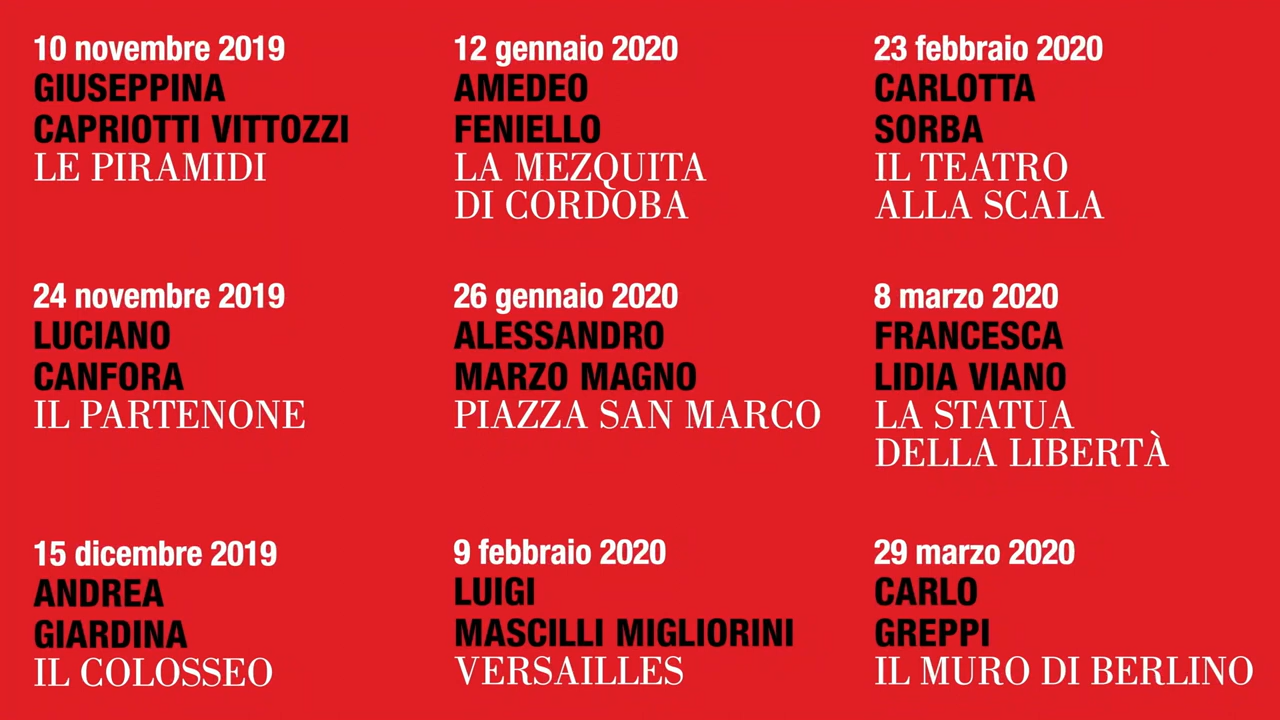 10 novembre 2019
GIUSEPPINA
CAPRIOTTI VITTOZZI
LE PIRAMIDI
24 novembre 2019
LUCIANO
CANFORA
IL PARTENONE
15 dicembre 2019
ANDREA
GIARDINA
IL COLOSSEO
12 gennaio 2020
AMEDEO
FENIELLO
LA MEZQUITA
DI CORDOBA
26 gennaio 2020
ALESSANDRO
MARZO MAGNO
PIAZZA SAN MARCO
9 febbraio 2020
LUIGI
MASCILLI MIGLIORINI
VERSAILLES
23 febbraio 2020
CARLOTTA
SORBA
IL TEATRO
ALLA SCALA
8 marzo 2020
FRANCESCA
LIDIA VIANO
LA STATUA
DELLA LIBERTÀ
29 marzo 2020
CARLO
GREPPI
IL MURO DI BERLINO